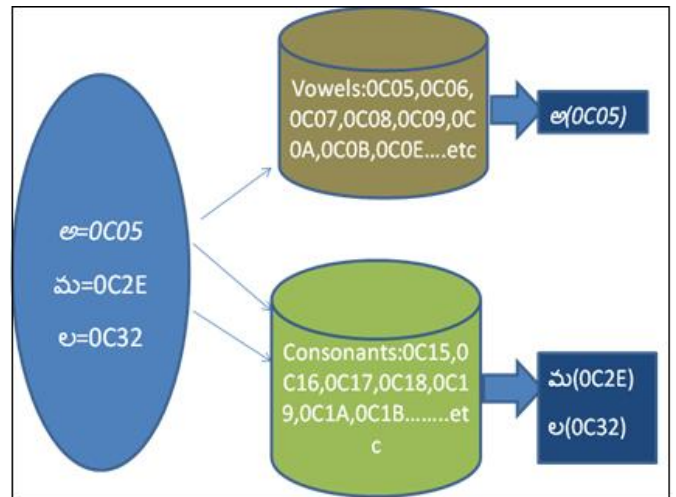 అ=0C05
మ=0C2E
ల=0C32
Vowels:0C05,0C06,
0C07,0C08,0C09,0C
0A,0C0B,0C0E....etc
అ(0C05)
Consonants:0C15,0
C16,0C17,0C18,0C1
9,0C1A,0C1B........et
c
మ(0C2E)
ల(0C32)